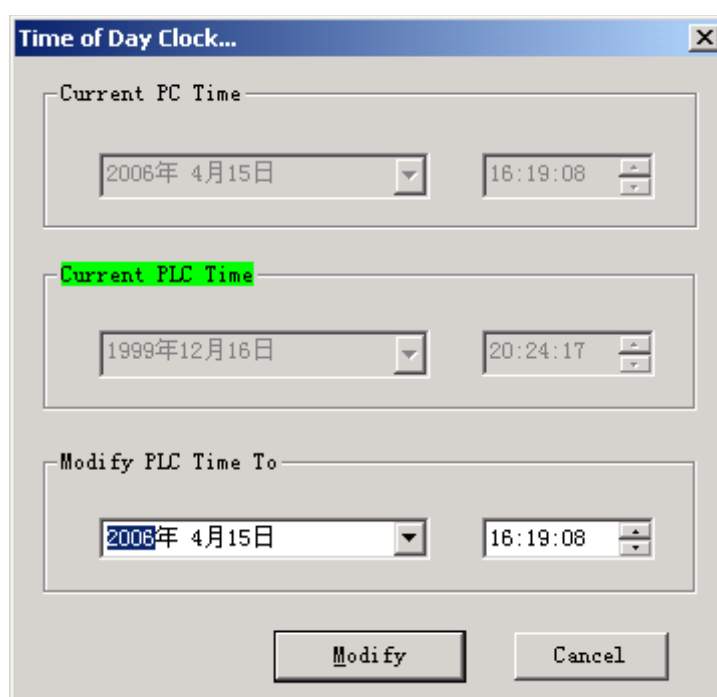 Time of Day Clock...
Current PC Time
2006年 4月15日 16:19:08
Current PLC Time
1999年12月16日 20:24:17
Modify PLC Time To
2006年 4月15日 16:19:08
Modify Cancel